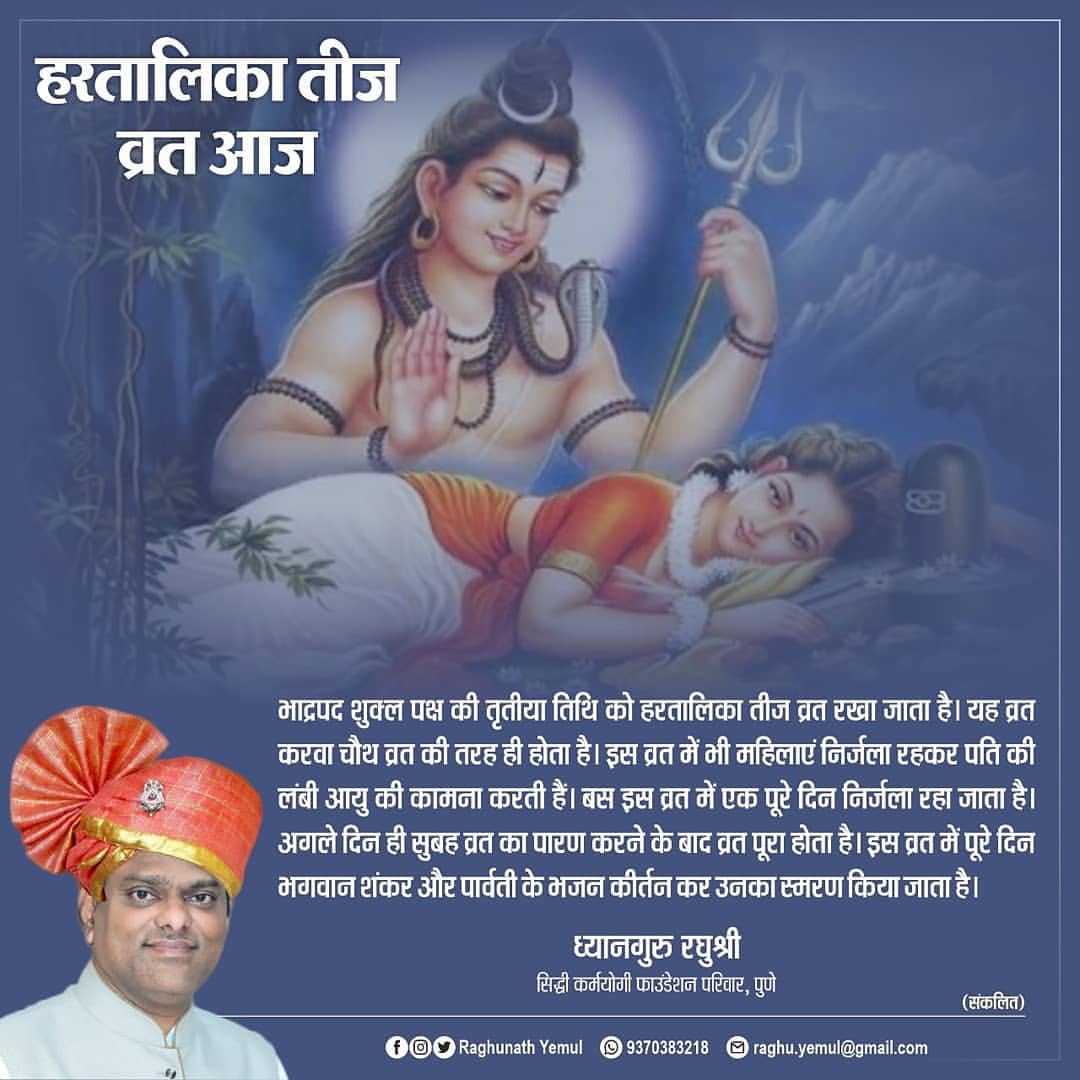 हरतालिका तीज
व्रत आज
भाद्रपद शुक्ल पक्ष की तृतीया तिथि को हरतालिका तीज व्रत रखा जाता है। यह व्रत
करवा चौथ व्रत की तरह ही होता है। इस व्रत में भी महिलाएं निर्जला रहकर पति की
लंबी आयु की कामना करती हैं। बस इस व्रत में एक पूरे दिन निर्जला रहा जाता है।
अगले दिन ही सुबह व्रत का पारण करने के बाद व्रत पूरा होता है। इस व्रत में पूरे दिन
भगवान शंकर और पार्वती के भजन कीर्तन कर उनका स्मरण किया जाता है।
ध्यानगुरु रघुश्री
सिद्धी कर्मयोगी फाउंडेशन परिवार, पुणे
(संकलित)
Raghunath Yemul 9370383218 raghu.yemul@gmail.com